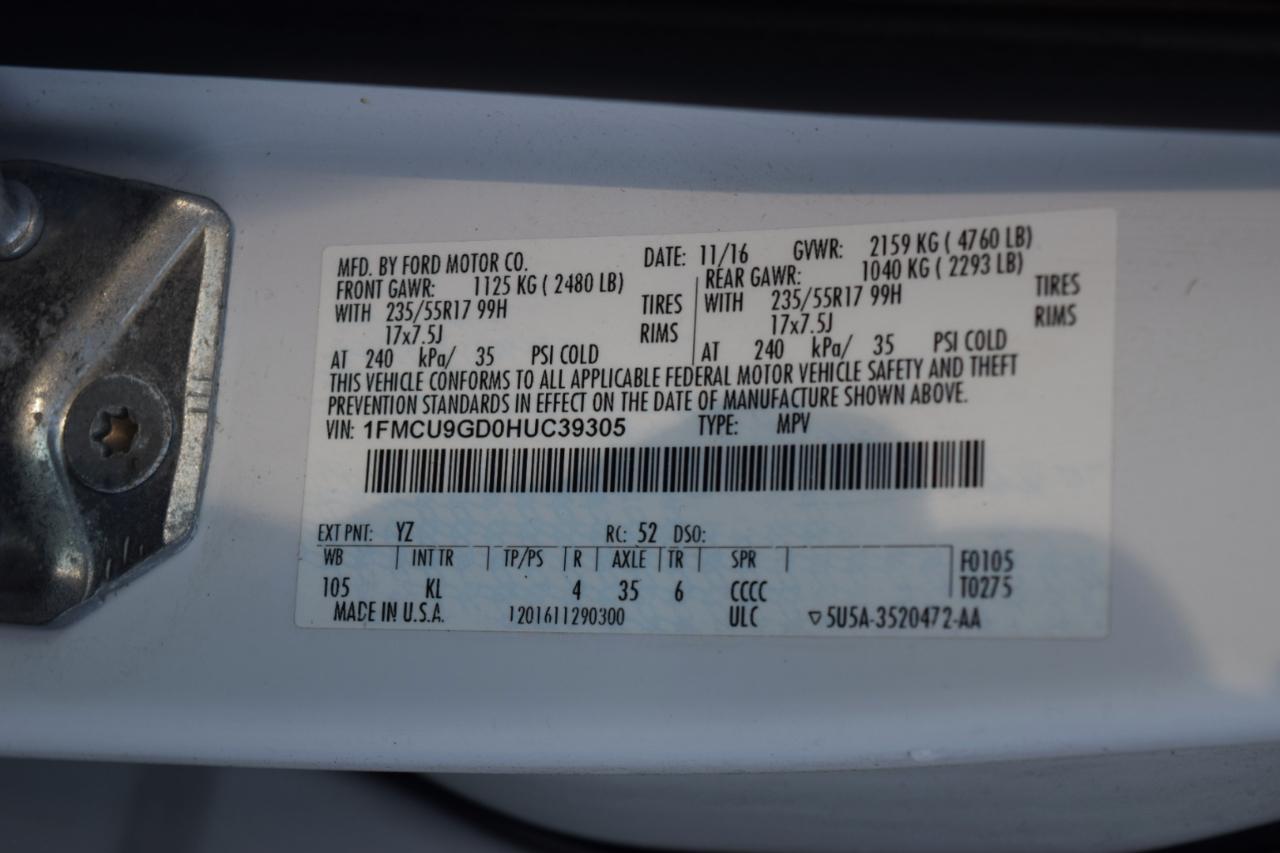 MFD. BY FORD MOTOR CO. DATE: 11/16 GVWR: 2159 KG ( 4760 LB)
FRONT GAWR: 1125 KG ( 2480 LB) REAR GAWR: 1040 KG ( 2293 LB)
WITH 235/55R17 99H TIRES WITH 235/55R17 99H TIRES
17x7.5J RIMS 17x7.5J RIMS
AT 240 kPa/ 35 PSI COLD AT 240 kPa/ 35 PSI COLD
THIS VEHICLE CONFORMS TO ALL APPLICABLE FEDERAL MOTOR VEHICLE SAFETY AND THEFT
PREVENTION STANDARDS IN EFFECT ON THE DATE OF MANUFACTURE SHOWN ABOVE.
VIN: 1FMCU9GD0HUC39305 TYPE: MPV
EXT PNT: YZ RC: 52 DSO:
WB INT TR TP/PS R AXLE TR SPR F0105
105 KL 4 35 6 CCCC T0275
MADE IN U.S.A. 1201611290300 ULC ▽5U5A-3520472-AA